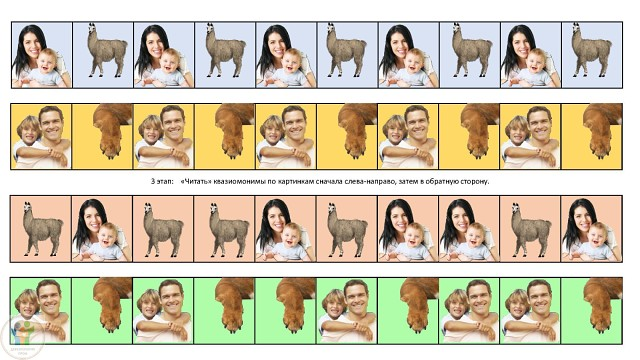 3 этап: «Читать» квазиомонимы по картинкам сначала слева-направо, затем в обратную сторону.